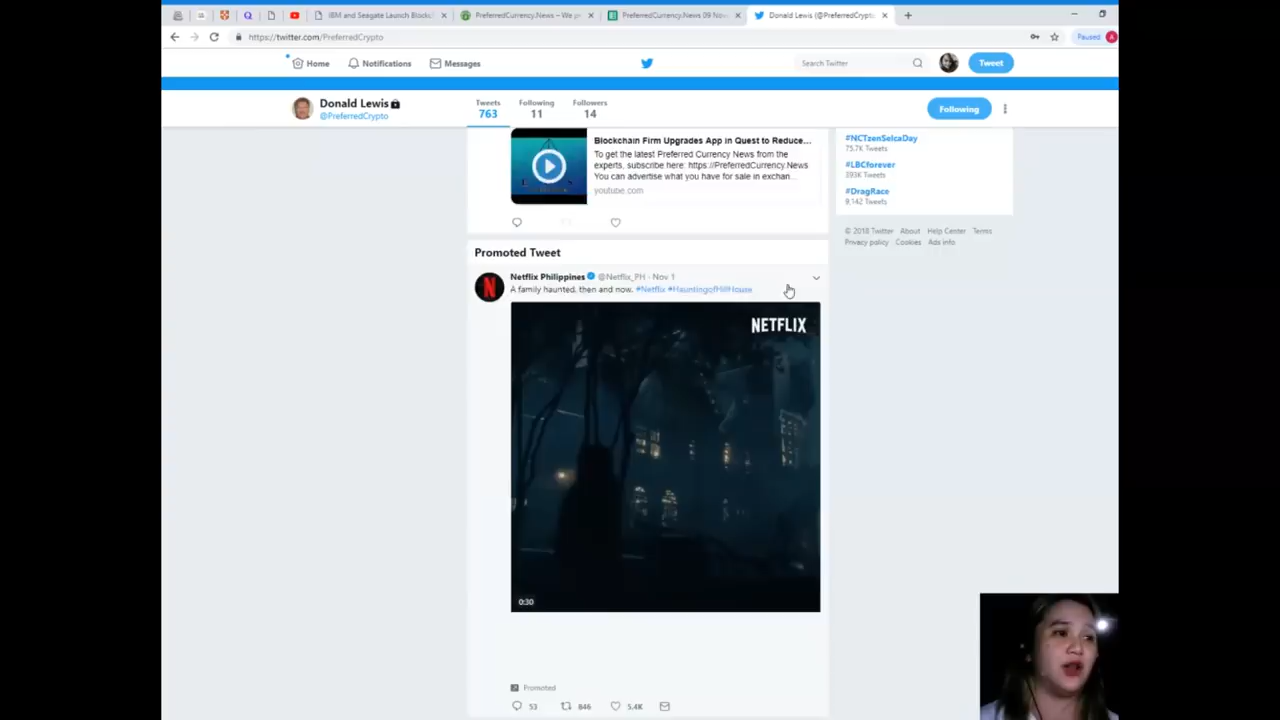 IBM and Seagate Launch Blockc
PreferredCurrency.News – We pr
PreferredCurrency.News 09 Nov
Donald Lewis (@PreferredCrypto
https://twitter.com/PreferredCrypto
Paused
A
Home
Notifications
Messages
Search Twitter
Tweet
Donald Lewis
@PreferredCrypto
Tweets
763
Following
11
Followers
14
Following
Blockchain Firm Upgrades App in Quest to Reduce...
To get the latest Preferred Currency News from the
experts, subscribe here: https://PreferredCurrency.News
You can advertise what you have for sale in exchan...
youtube.com
#NCTzenSelcaDay
75.7K Tweets
#LBCforever
393K Tweets
#DragRace
9,142 Tweets
© 2018 Twitter About Help Center Terms
Privacy policy Cookies Ads info
Promoted Tweet
Netflix Philippines @Netflix_PH · Nov 1
A family haunted, then and now. #Netflix #HauntingofHillHouse
N
NETFLIX
0:30
Promoted
53 846 5.4K